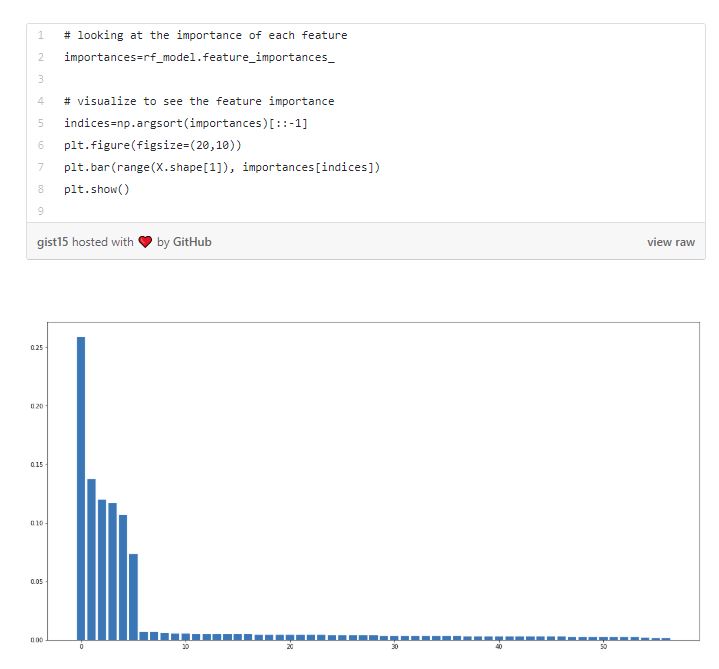 1 # looking at the importance of each feature
2 importances=rf_model.feature_importances_
3
4 # visualize to see the feature importance
5 indices=np.argsort(importances)[::-1]
6 plt.figure(figsize=(20,10))
7 plt.bar(range(X.shape[1]), importances[indices])
8 plt.show()
9
gist15 hosted with ❤ by GitHub view raw
0.25
0.20
0.15
0.10
0.05
0.00
0 10 20 30 40 50